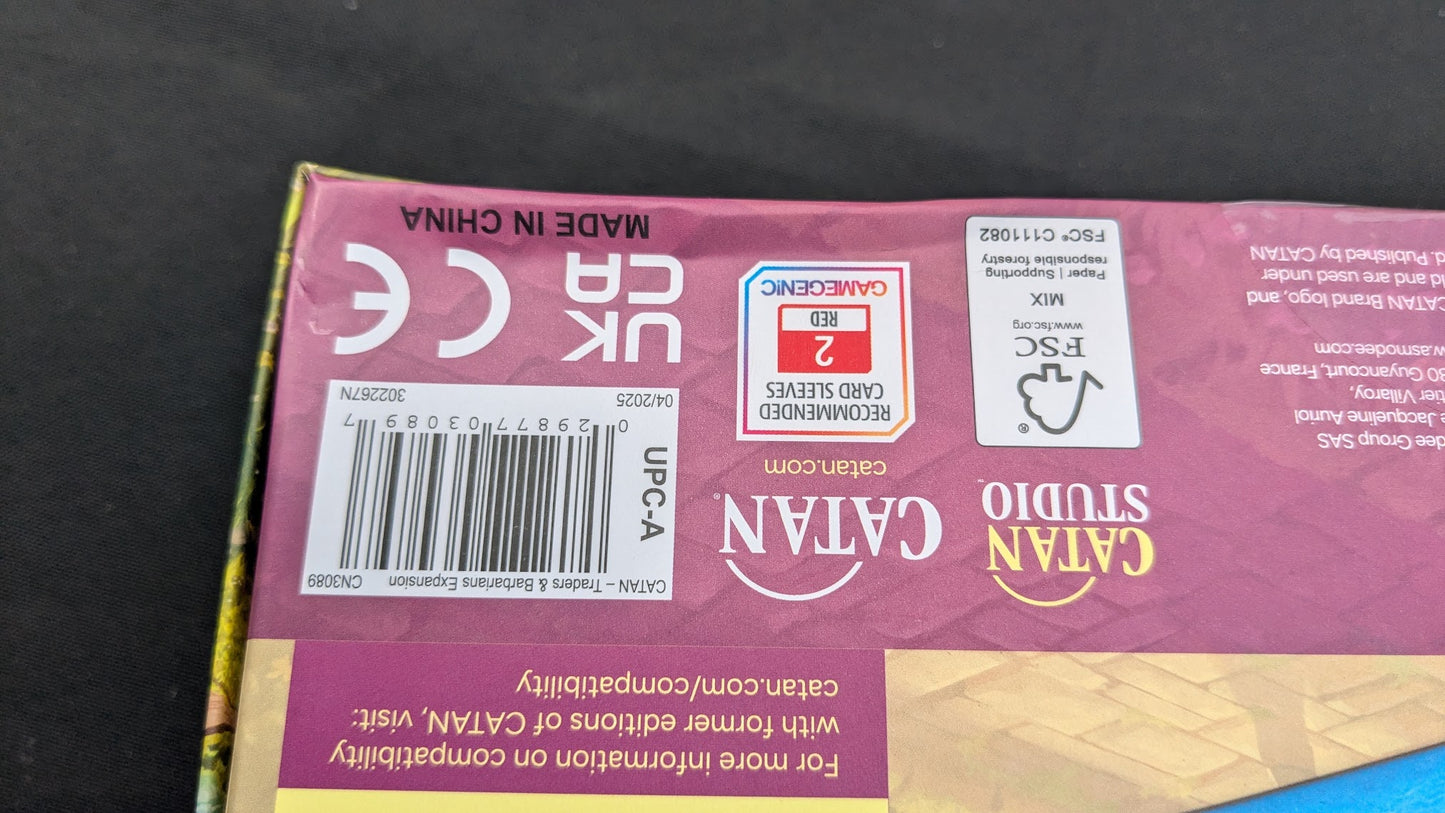 For more information on compatibility
with former editions of CATAN, visit:
catan.com/compatibility
dee Group SAS
e Jacqueline Auriol
tier Villaroy,
80 Guyancourt, France
w.asmodee.com
CATAN Brand logo, and
ld and are used under
d. Published by CATAN
CATAN
STUDIO™
®
FSC
www.fsc.org
MIX
Paper | Supporting
responsible forestry
FSC® C111082
CATAN®
catan.com
RECOMMENDED
CARD SLEEVES
2
RED
GAMEGEN!C
CATAN – Traders & Barbarians Expansion CN3089
UPC-A
0 29877 03089 7
04/2025 302267N
UK
CA
CE
MADE IN CHINA